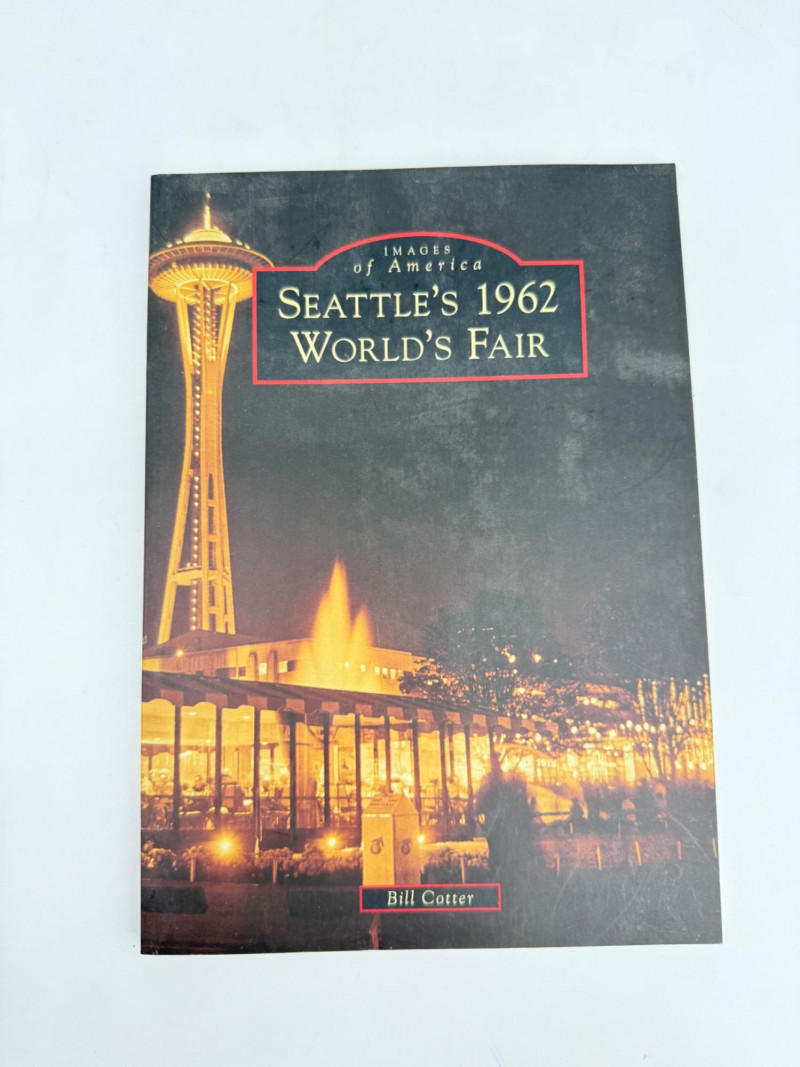 IMAGES
of America
SEATTLE'S 1962
WORLD'S FAIR
Bill Cotter